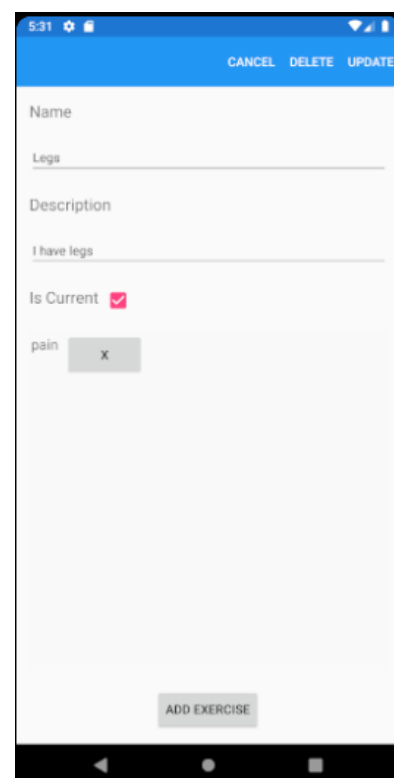 5:31
CANCEL DELETE UPDATE
Name
Legs
Description
I have legs
Is Current
pain X
ADD EXERCISE